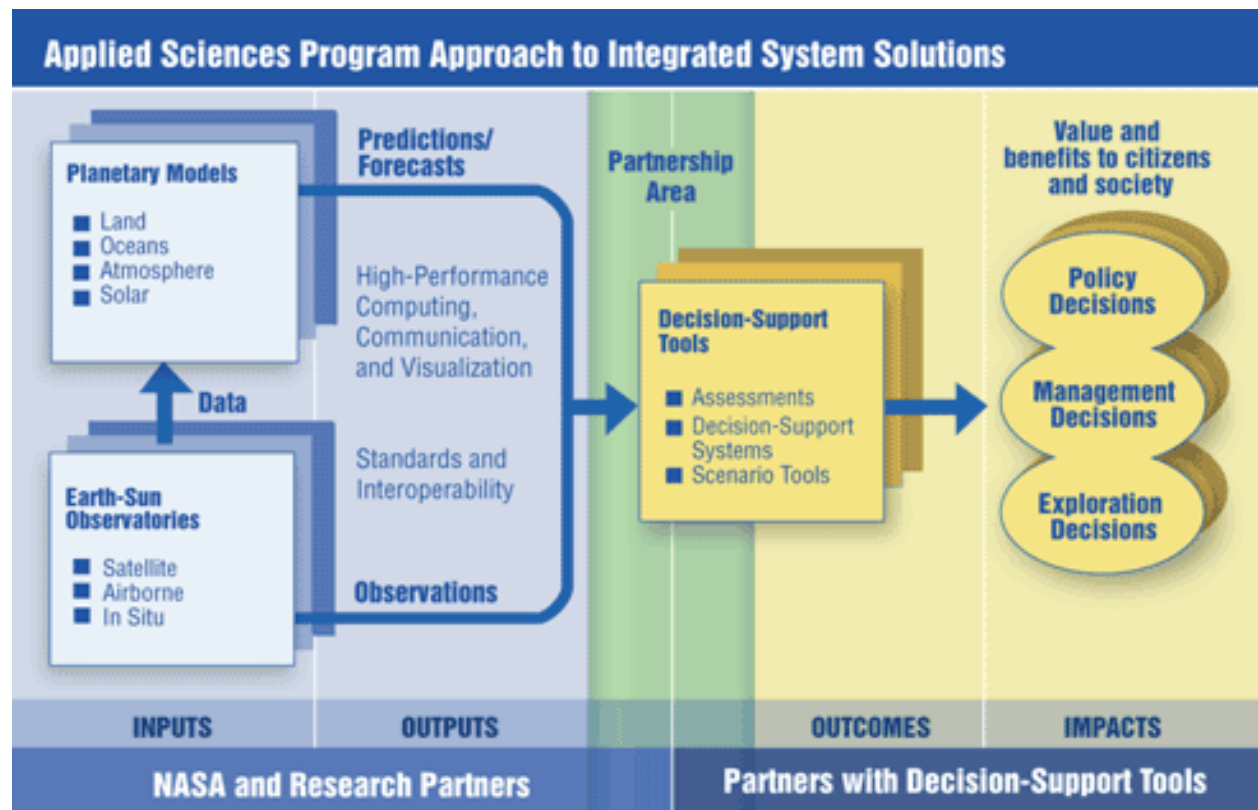 Applied Sciences Program Approach to Integrated System Solutions
Planetary Models
Land
Oceans
Atmosphere
Solar
Data
Earth-Sun
Observatories
Satellite
Airborne
In Situ
Predictions/
Forecasts
High-Performance
Computing,
Communication,
and Visualization
Standards and
Interoperability
Observations
Partnership
Area
Decision-Support
Tools
Assessments
Decision-Support
Systems
Scenario Tools
Value and
benefits to citizens
and society
Policy
Decisions
Management
Decisions
Exploration
Decisions
INPUTS
OUTPUTS
OUTCOMES
IMPACTS
NASA and Research Partners
Partners with Decision-Support Tools